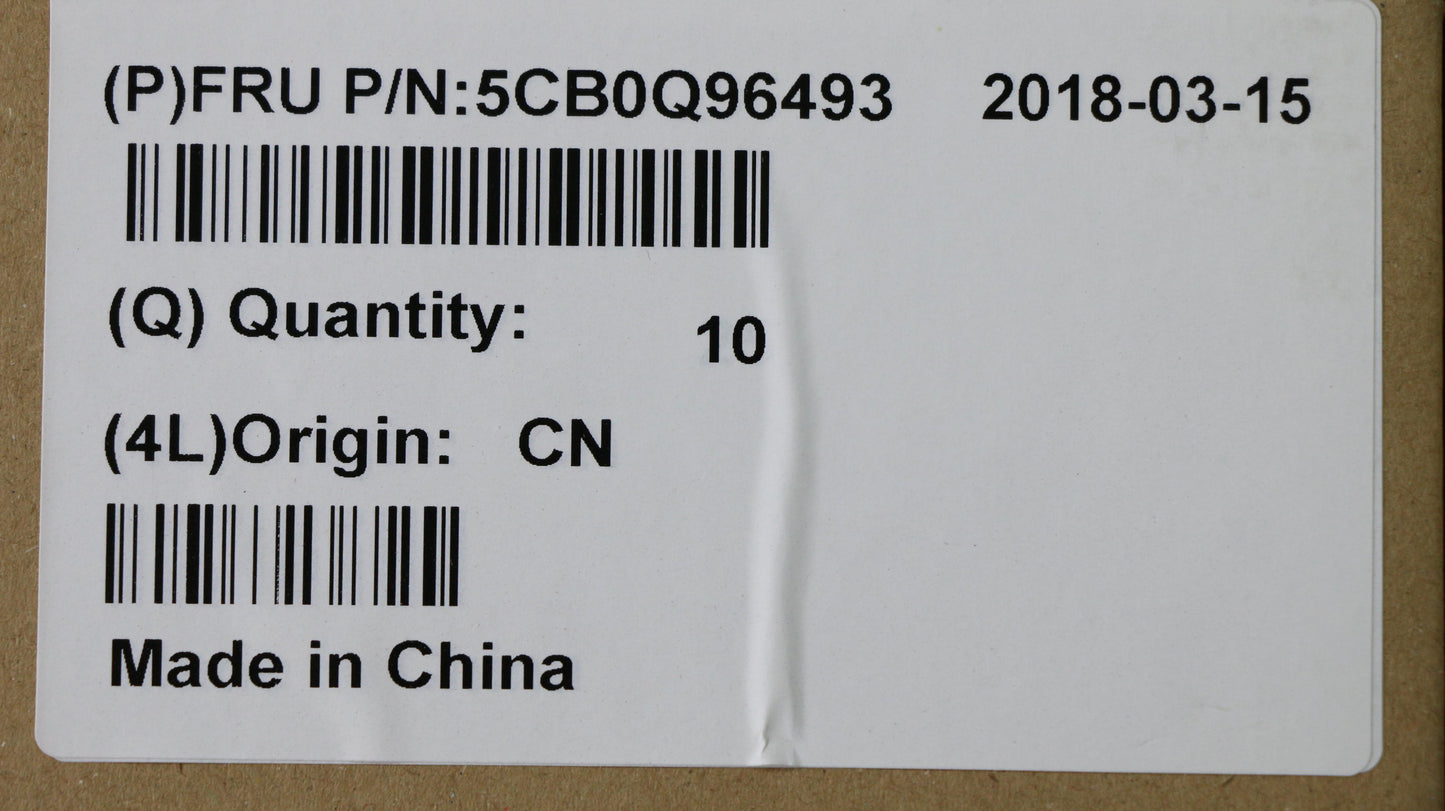 (P)FRU P/N:5CB0Q96493 2018-03-15
(Q) Quantity: 10
(4L)Origin: CN
Made in China